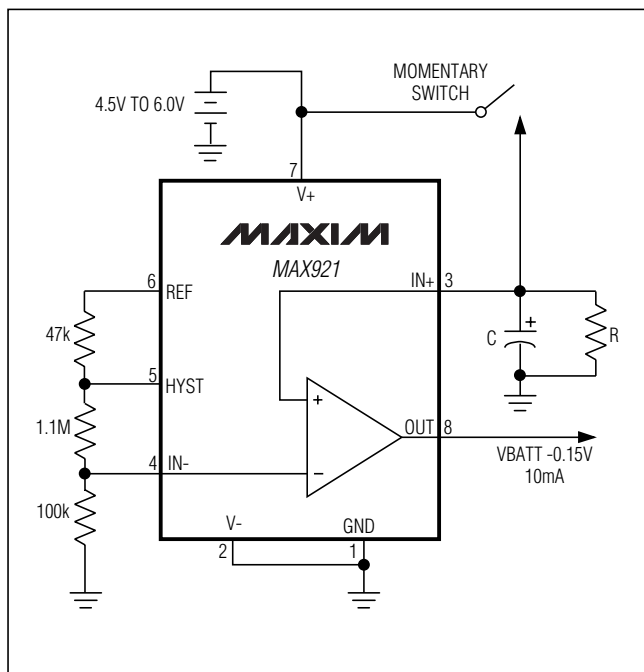 4.5V TO 6.0V
MOMENTARY
SWITCH
7
V+
MAXIM
MAX921
6
REF
IN+
3
47k
C
+
R
5
HYST
1.1M
+
OUT
8
4
IN-
−
VBATT -0.15V
10mA
100k
V-
GND
2
1